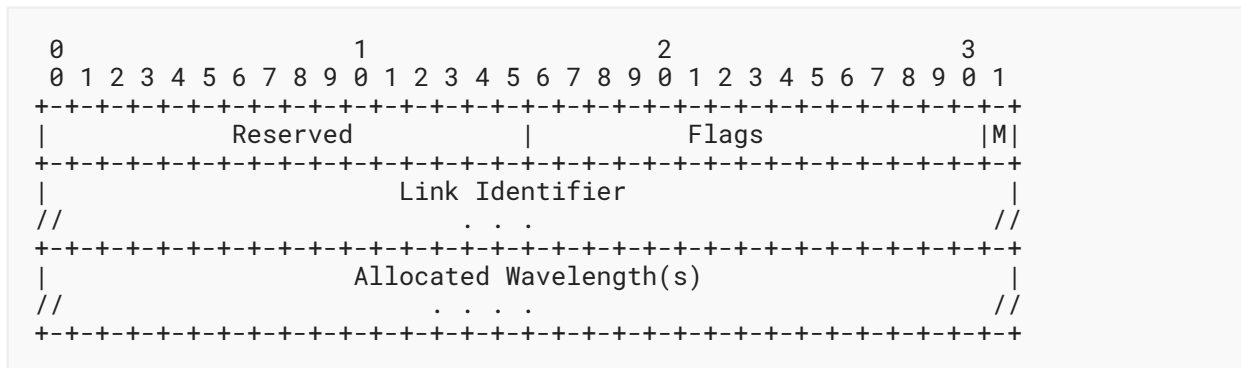 0                   1                   2                   3
 0 1 2 3 4 5 6 7 8 9 0 1 2 3 4 5 6 7 8 9 0 1 2 3 4 5 6 7 8 9 0 1
+-+-+-+-+-+-+-+-+-+-+-+-+-+-+-+-+-+-+-+-+-+-+-+-+-+-+-+-+-+-+-+-+
|            Reserved           |          Flags              |M|
+-+-+-+-+-+-+-+-+-+-+-+-+-+-+-+-+-+-+-+-+-+-+-+-+-+-+-+-+-+-+-+-+
|                       Link Identifier                         |
//                          . . .                              //
+-+-+-+-+-+-+-+-+-+-+-+-+-+-+-+-+-+-+-+-+-+-+-+-+-+-+-+-+-+-+-+-+
|                    Allocated Wavelength(s)                    |
//                        . . . .                              //
+-+-+-+-+-+-+-+-+-+-+-+-+-+-+-+-+-+-+-+-+-+-+-+-+-+-+-+-+-+-+-+-+